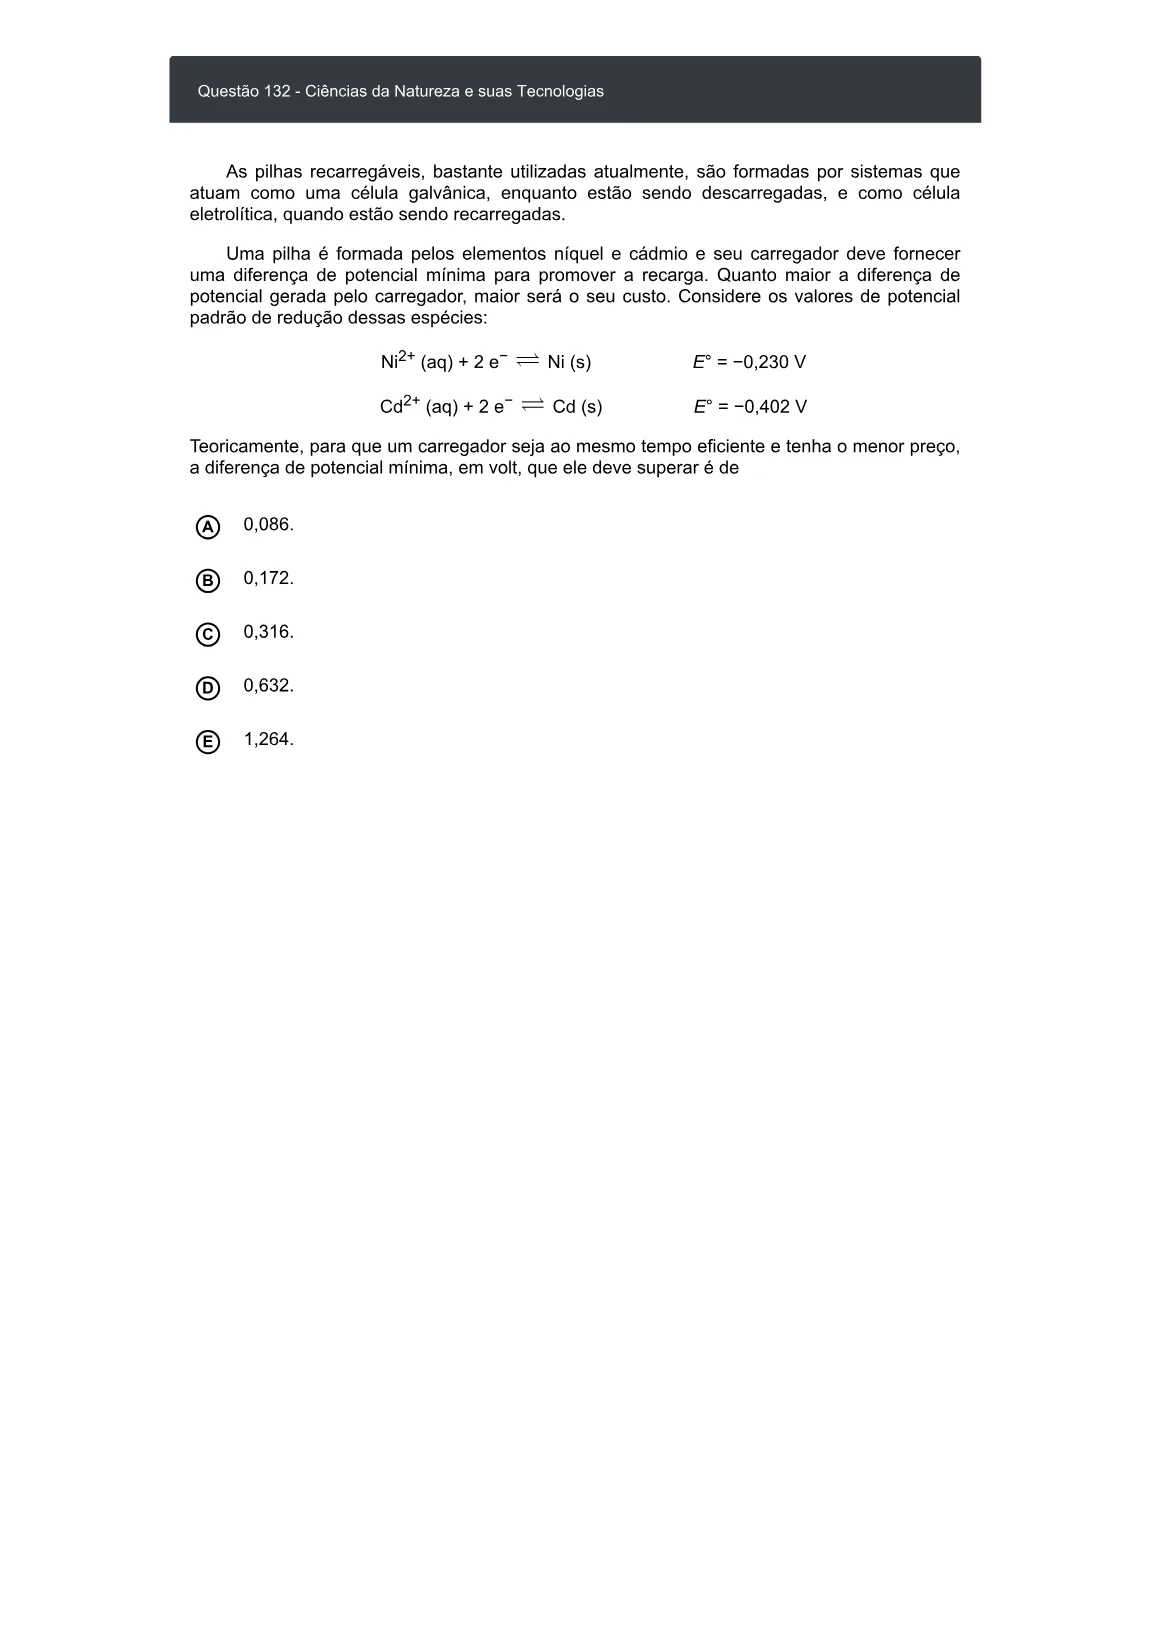 Questão 132 - Ciências da Natureza e suas Tecnologias
As pilhas recarregáveis, bastante utilizadas atualmente, são formadas por sistemas que
atuam como uma célula galvânica, enquanto estão sendo descarregadas, e como célula
eletrolítica, quando estão sendo recarregadas.
Uma pilha é formada pelos elementos níquel e cádmio e seu carregador deve fornecer
uma diferença de potencial mínima para promover a recarga. Quanto maior a diferença de
potencial gerada pelo carregador, maior será o seu custo. Considere os valores de potencial
padrão de redução dessas espécies:
Ni²⁺ (aq) + 2 e⁻ ⇌ Ni (s) E° = −0,230 V
Cd²⁺ (aq) + 2 e⁻ ⇌ Cd (s) E° = −0,402 V
Teoricamente, para que um carregador seja ao mesmo tempo eficiente e tenha o menor preço,
a diferença de potencial mínima, em volt, que ele deve superar é de
A 0,086.
B 0,172.
C 0,316.
D 0,632.
E 1,264.